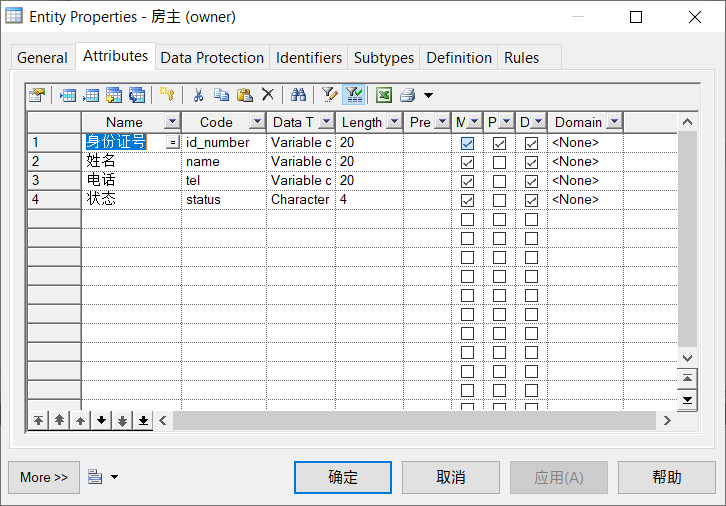 Entity Properties - 房主 (owner)
General Attributes Data Protection Identifiers Subtypes Definition Rules
Name Code Data T Length Pre M P D Domain
1 身份证号 = id_number Variable c 20 <None>
2 姓名 name Variable c 20 <None>
3 电话 tel Variable c 20 <None>
4 状态 status Character 4 <None>
More >> 确定 取消 应用(A) 帮助